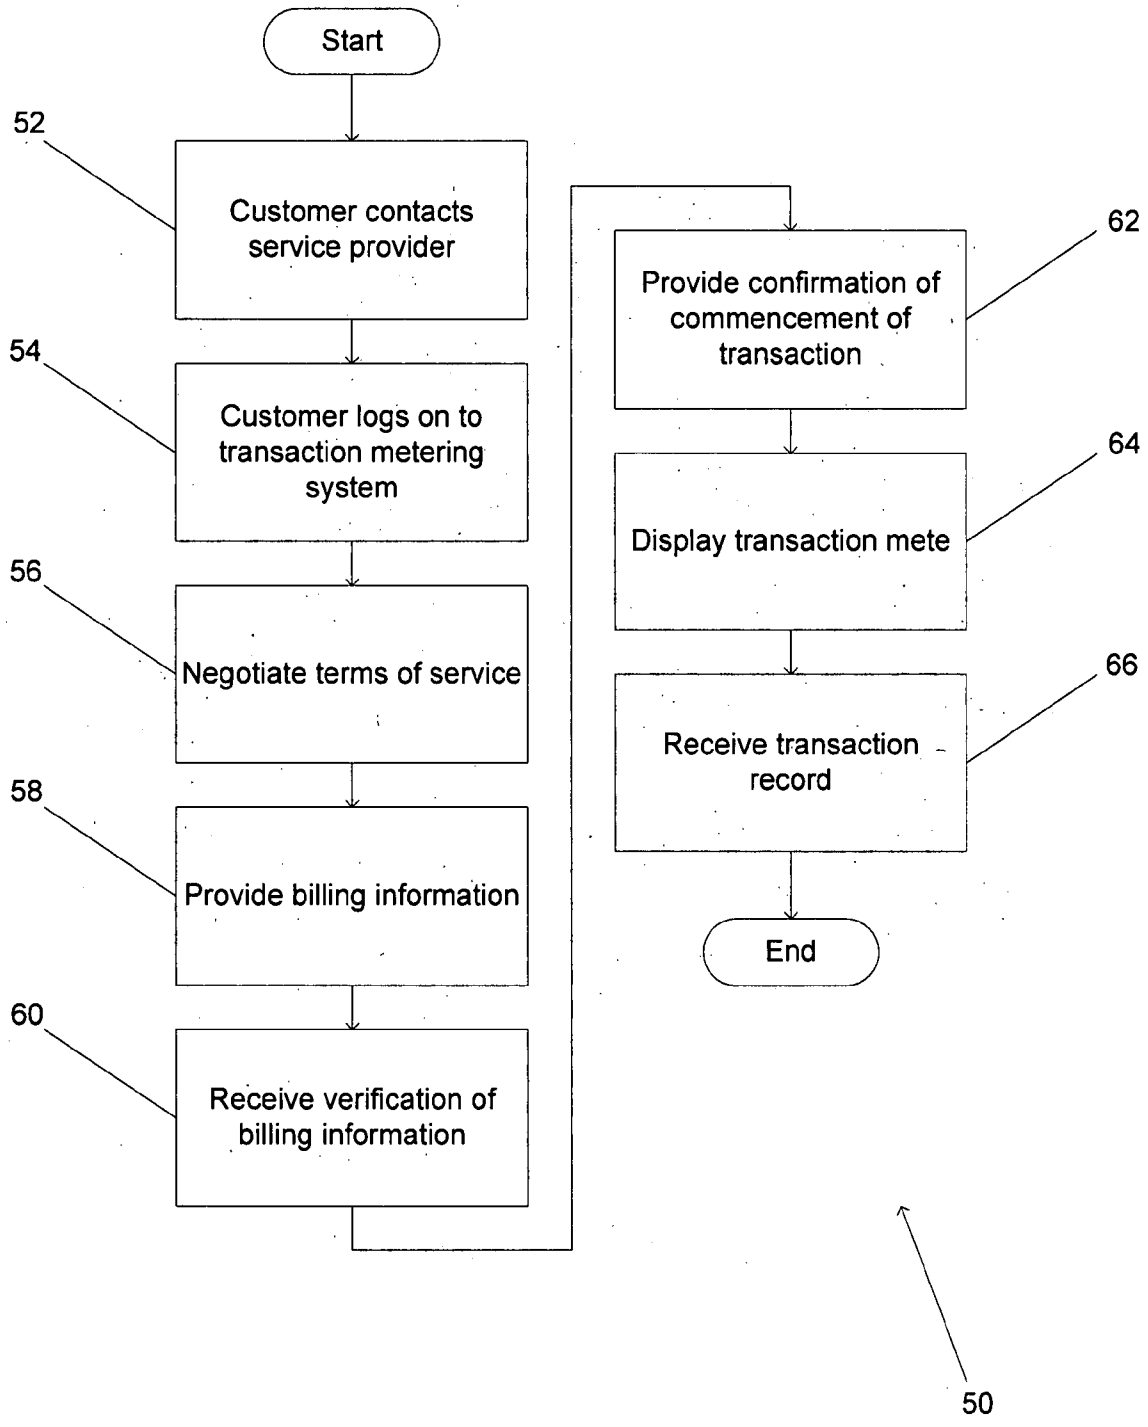 Start
52
Customer contacts
service provider
54
Customer logs on to
transaction metering
system
56
Negotiate terms of service
58
Provide billing information
60
Receive verification of
billing information
62
Provide confirmation of
commencement of
transaction
64
Display transaction mete
66
Receive transaction
record
End
50